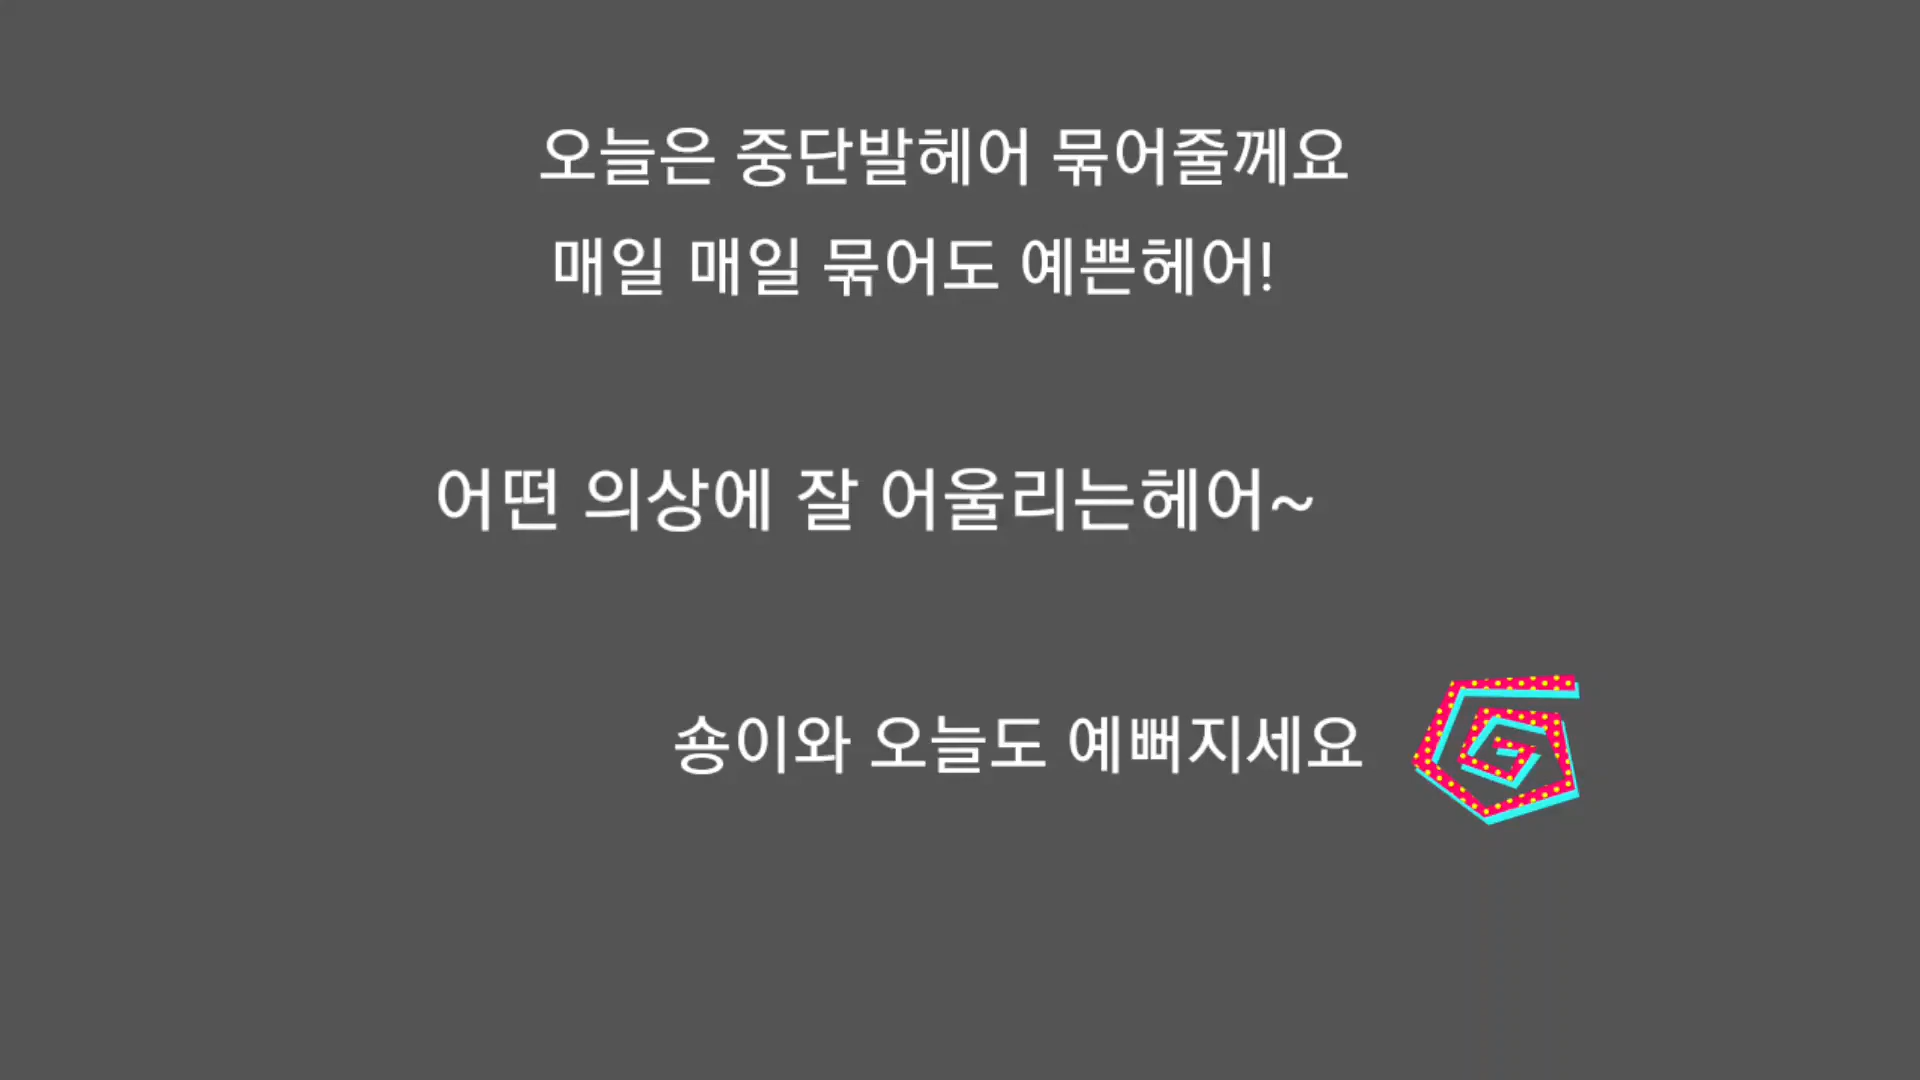 오늘은 중단발헤어 묶어줄께요
매일 매일 묶어도 예쁜헤어!
어떤 의상에 잘 어울리는헤어~
숑이와 오늘도 예뻐지세요